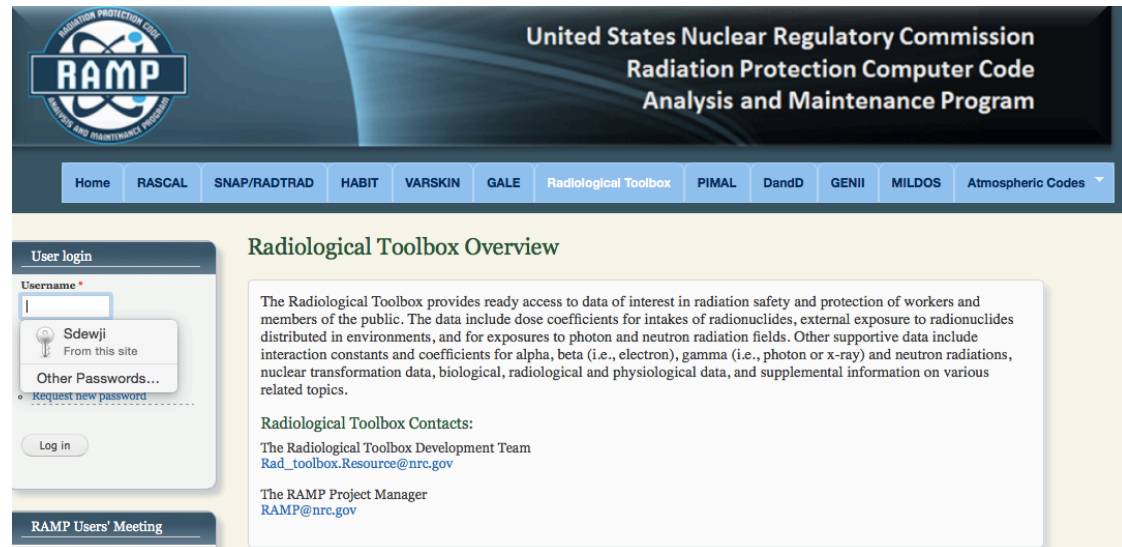 RADIATION PROTECTION CODE
RAMP
ANALYSIS AND MAINTENANCE PROGRAM
United States Nuclear Regulatory Commission
Radiation Protection Computer Code
Analysis and Maintenance Program
Home RASCAL SNAP/RADTRAD HABIT VARSKIN GALE Radiological Toolbox PIMAL DandD GENII MILDOS Atmospheric Codes
User login
Username *
Sdewji
From this site
Other Passwords...
Request new password
Log in
RAMP Users' Meeting
Radiological Toolbox Overview
The Radiological Toolbox provides ready access to data of interest in radiation safety and protection of workers and
members of the public. The data include dose coefficients for intakes of radionuclides, external exposure to radionuclides
distributed in environments, and for exposures to photon and neutron radiation fields. Other supportive data include
interaction constants and coefficients for alpha, beta (i.e., electron), gamma (i.e., photon or x-ray) and neutron radiations,
nuclear transformation data, biological, radiological and physiological data, and supplemental information on various
related topics.
Radiological Toolbox Contacts:
The Radiological Toolbox Development Team
Rad_toolbox.Resource@nrc.gov
The RAMP Project Manager
RAMP@nrc.gov